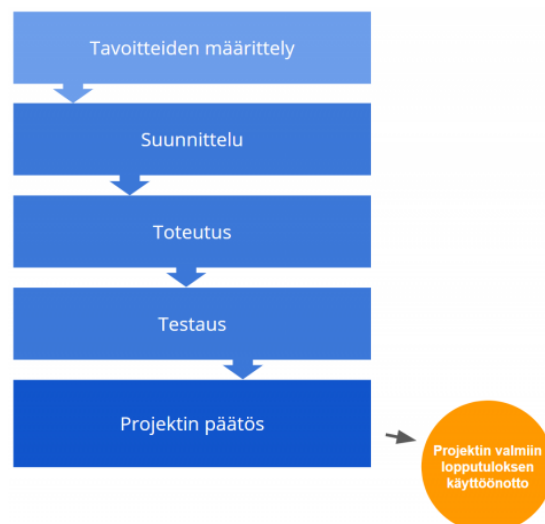 Tavoitteiden määrittely
Suunnittelu
Toteutus
Testaus
Projektin päätös
Projektin valmiin
lopputuloksen
käyttöönotto